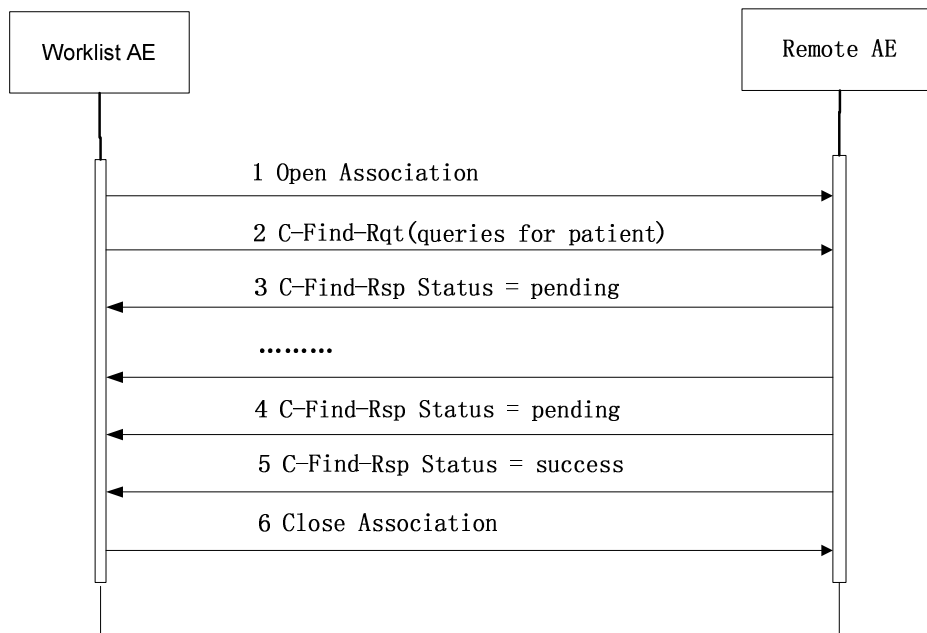 Worklist AE
Remote AE
1 Open Association
2 C-Find-Rqt(queries for patient)
3 C-Find-Rsp Status = pending
………
4 C-Find-Rsp Status = pending
5 C-Find-Rsp Status = success
6 Close Association